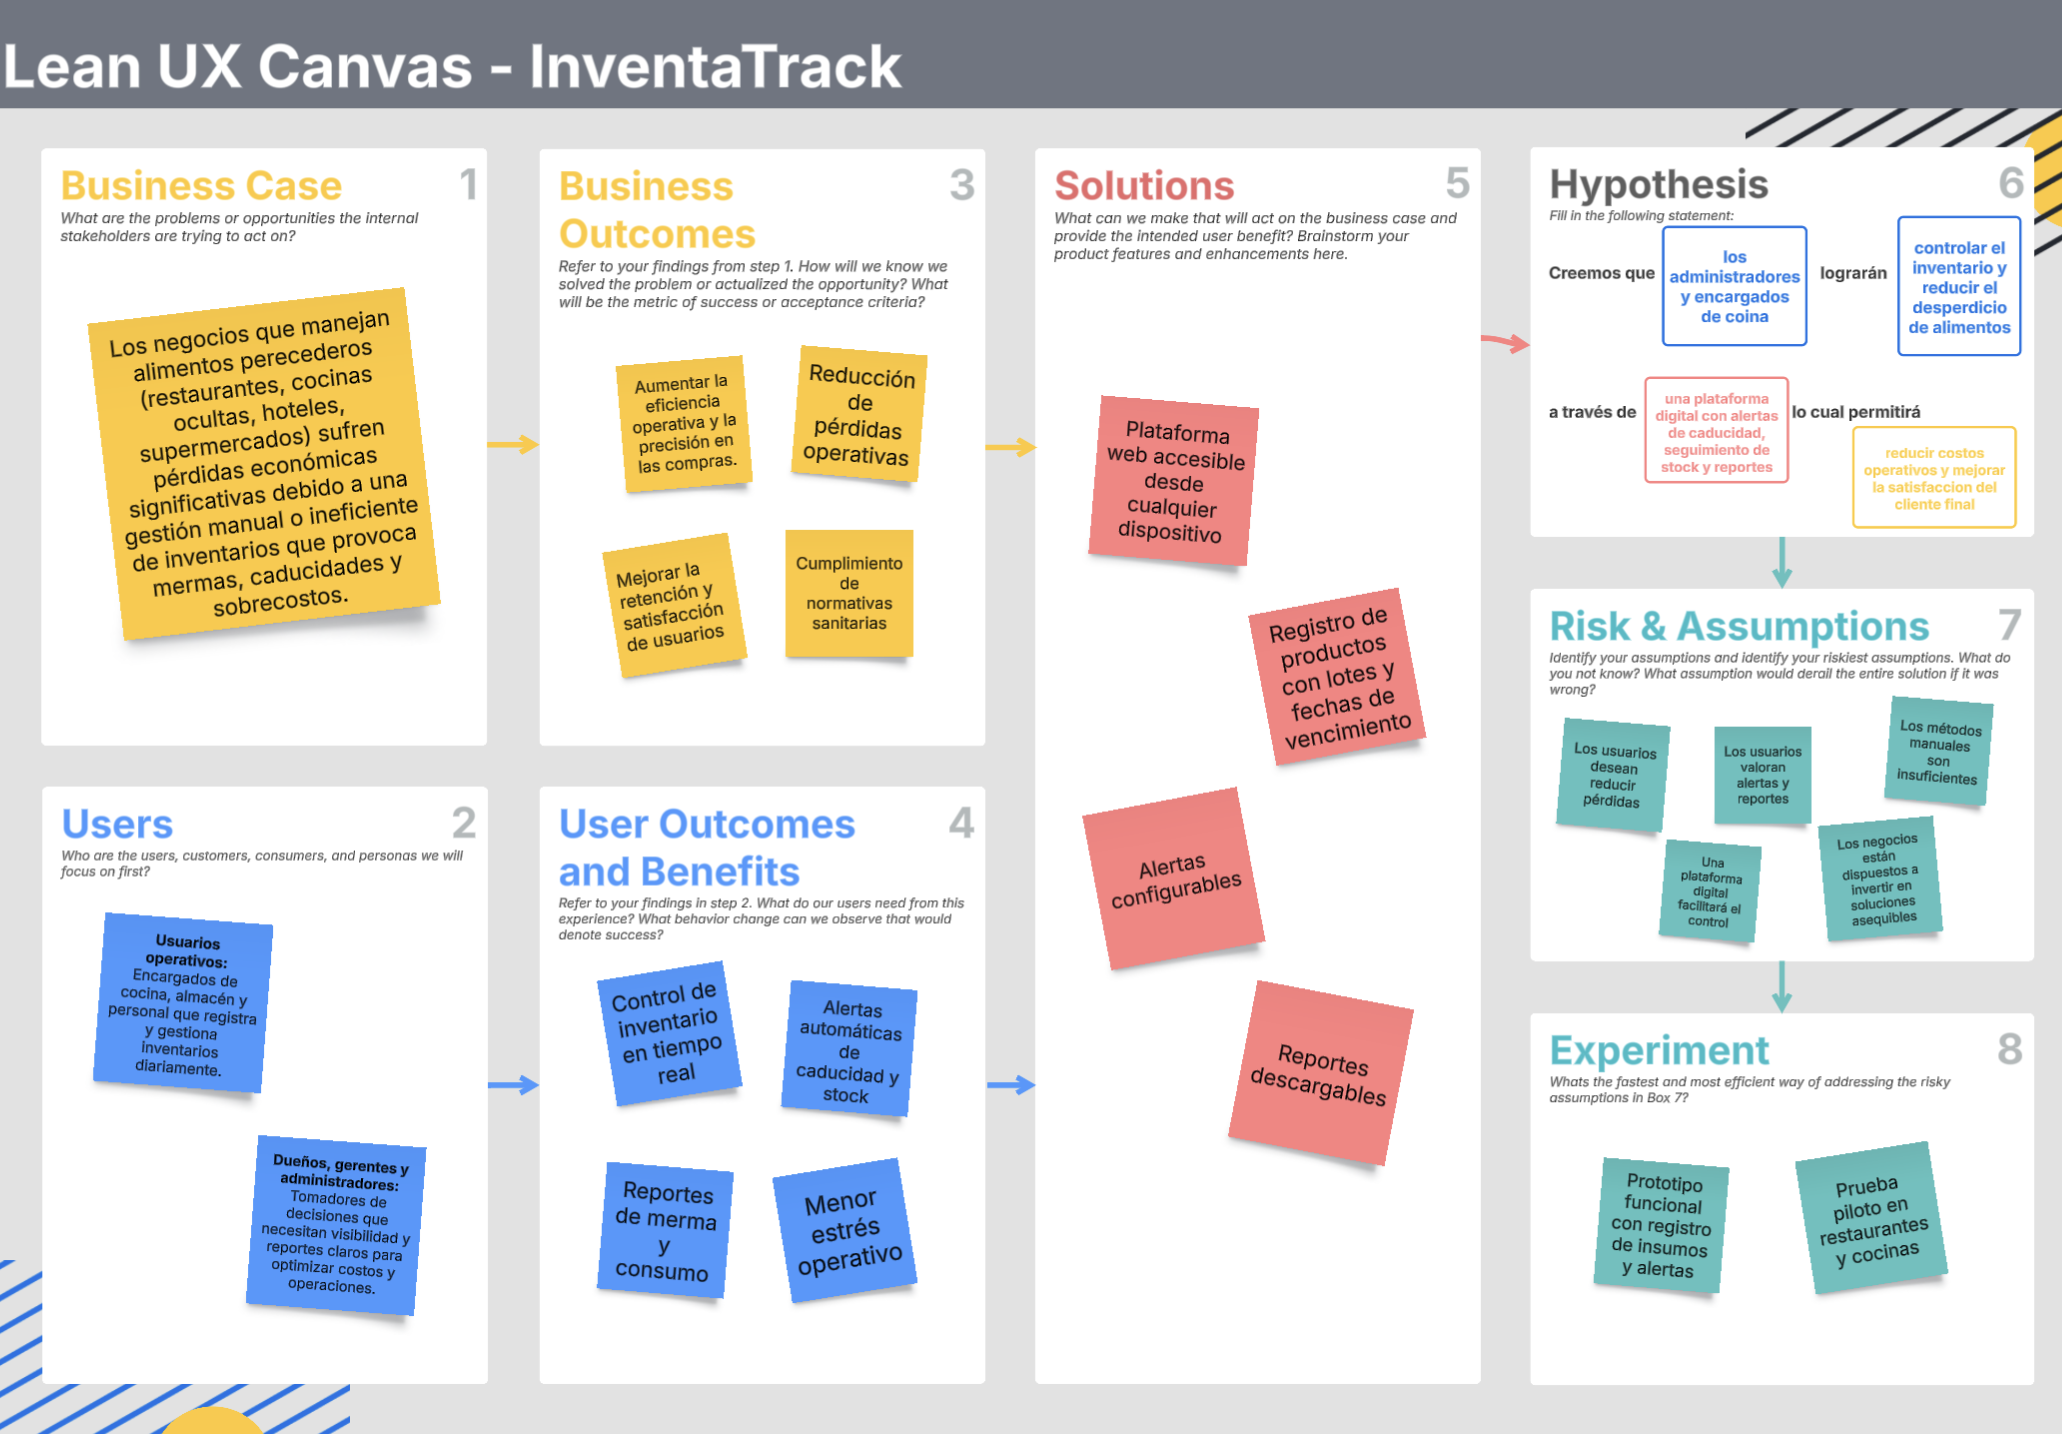 Lean UX Canvas - InventaTrack
Business Case
1
What are the problems or opportunities the internal
stakeholders are trying to act on?
Los negocios que manejan
alimentos perecederos
(restaurantes, cocinas
ocultas, hoteles,
supermercados) sufren
pérdidas económicas
significativas debido a una
gestión manual o ineficiente
de inventarios que provoca
mermas, caducidades y
sobrecostos.
Users
2
Who are the users, customers, consumers, and personas we will
focus on first?
Usuarios
operativos:
Encargados de
cocina, almacén y
personal que registra
y gestiona
inventarios
diariamente.
Dueños, gerentes y
administradores:
Tomadores de
decisiones que
necesitan visibilidad y
reportes claros para
optimizar costos y
operaciones.
Business
Outcomes
3
Refer to your findings from step 1. How will we know we
solved the problem or actualized the opportunity? What
will be the metric of success or acceptance criteria?
Aumentar la
eficiencia
operativa y la
precisión en
las compras.
Reducción
de
pérdidas
operativas
Mejorar la
retención y
satisfacción
de usuarios
Cumplimiento
de
normativas
sanitarias
User Outcomes
and Benefits
4
Refer to your findings in step 2. What do our users need from this
experience? What behavior change can we observe that would
denote success?
Control de
inventario
en tiempo
real
Alertas
automáticas
de
caducidad y
stock
Reportes
de merma
y
consumo
Menor
estrés
operativo
Solutions
5
What can we make that will act on the business case and
provide the intended user benefit? Brainstorm your
product features and enhancements here.
Plataforma
web accesible
desde
cualquier
dispositivo
Registro de
productos
con lotes y
fechas de
vencimiento
Alertas
configurables
Reportes
descargables
Hypothesis
6
Fill in the following statement:
Creemos que
los
administradores
y encargados
de coina
lograrán
controlar el
inventario y
reducir el
desperdicio
de alimentos
a través de
una plataforma
digital con alertas
de caducidad,
seguimiento de
stock y reportes
lo cual permitirá
reducir costos
operativos y mejorar
la satisfaccion del
cliente final
Risk & Assumptions
7
Identify your assumptions and identify your riskiest assumptions. What do
you not know? What assumption would derail the entire solution if it was
wrong?
Los usuarios
desean
reducir
pérdidas
Los usuarios
valoran
alertas y
reportes
Los métodos
manuales
son
insuficientes
Una
plataforma
digital
facilitará el
control
Los negocios
están
dispuestos a
invertir en
soluciones
asequibles
Experiment
8
Whats the fastest and most efficient way of addressing the risky
assumptions in Box 7?
Prototipo
funcional
con registro
de insumos
y alertas
Prueba
piloto en
restaurantes
y cocinas